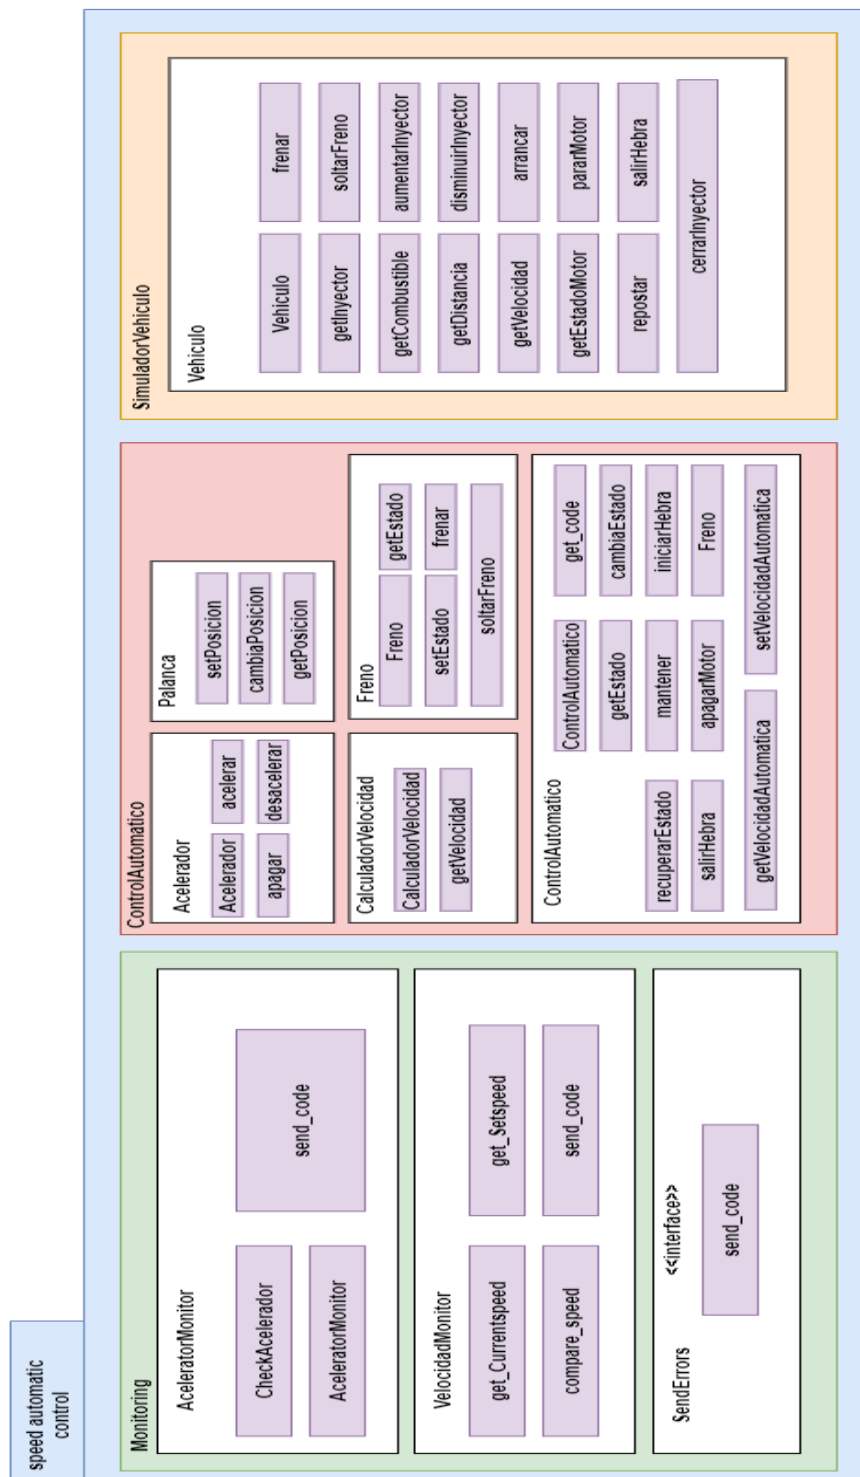 speed automatic
control
Monitoring
AceleratorMonitor
CheckAcelerador
send_code
AceleratorMonitor
VelocidadMonitor
get_Currentspeed
get_Setspeed
compare_speed
send_code
SendErrors
<<interface>>
send_code
ControlAutomatico
Acelerador
Acelerador
acelerar
apagar
desacelerar
Palanca
setPosicion
cambiaPosicion
getPosicion
CalculadorVelocidad
CalculadorVelocidad
getVelocidad
Freno
Freno
getEstado
setEstado
frenar
soltarFreno
ControlAutomatico
ControlAutomatico
get_code
getEstado
cambiaEstado
recuperarEstado
mantener
iniciarHebra
salirHebra
apagarMotor
Freno
getVelocidadAutomatica
setVelocidadAutomatica
SimuladorVehiculo
Vehiculo
Vehiculo
frenar
getInyector
soltarFreno
getCombustible
aumentarInyector
getDistancia
disminuirInyector
getVelocidad
arrancar
getEstadoMotor
pararMotor
repostar
salirHebra
cerrarInyector